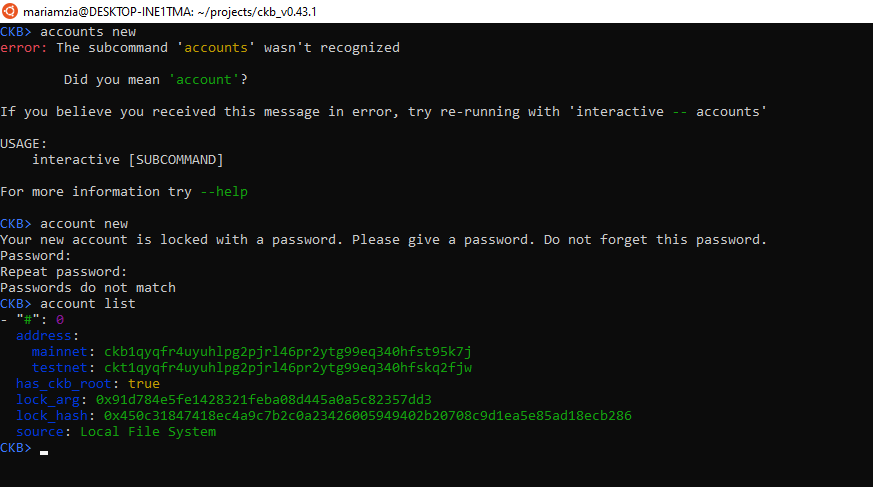 mariamzia@DESKTOP-INE1TMA: ~/projects/ckb_v0.43.1
CKB> accounts new
error: The subcommand 'accounts' wasn't recognized
Did you mean 'account'?
If you believe you received this message in error, try re-running with 'interactive -- accounts'
USAGE:
interactive [SUBCOMMAND]
For more information try --help
CKB> account new
Your new account is locked with a password. Please give a password. Do not forget this password.
Password:
Repeat password:
Passwords do not match
CKB> account list
- "#": 0
address:
mainnet: ckb1qyqfr4uyuhlpg2pjrl46pr2ytg99eq340hfst95k7j
testnet: ckt1qyqfr4uyuhlpg2pjrl46pr2ytg99eq340hfskq2fjw
has_ckb_root: true
lock_arg: 0x91d784e5fe1428321feba08d445a0a5c82357dd3
lock_hash: 0x450c31847418ec4a9c7b2c0a23426005949402b20708c9d1ea5e85ad18ecb286
source: Local File System
CKB>